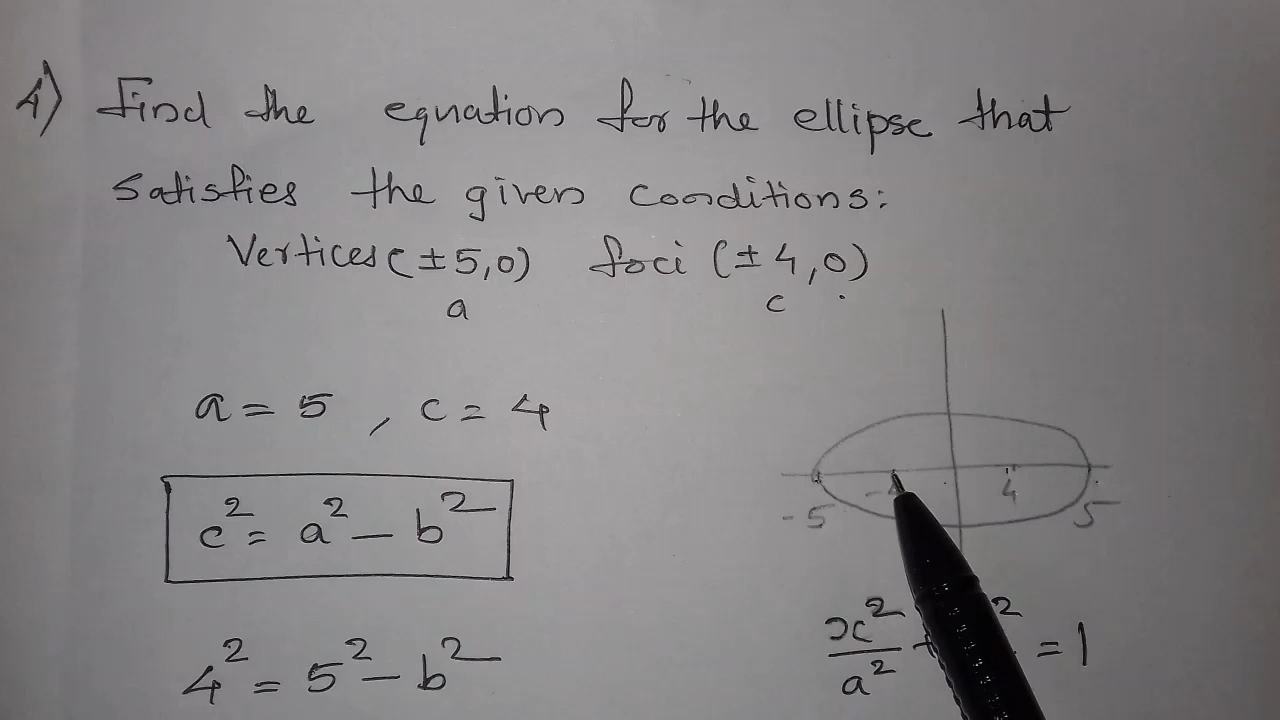 4) Find the equation for the ellipse that
satisfies the given conditions:
Vertices (±5,0) foci (±4,0)
a c
a = 5 , c = 4
c² = a² – b²
4² = 5² – b²
-5 4 5
x²/a² + ² = 1